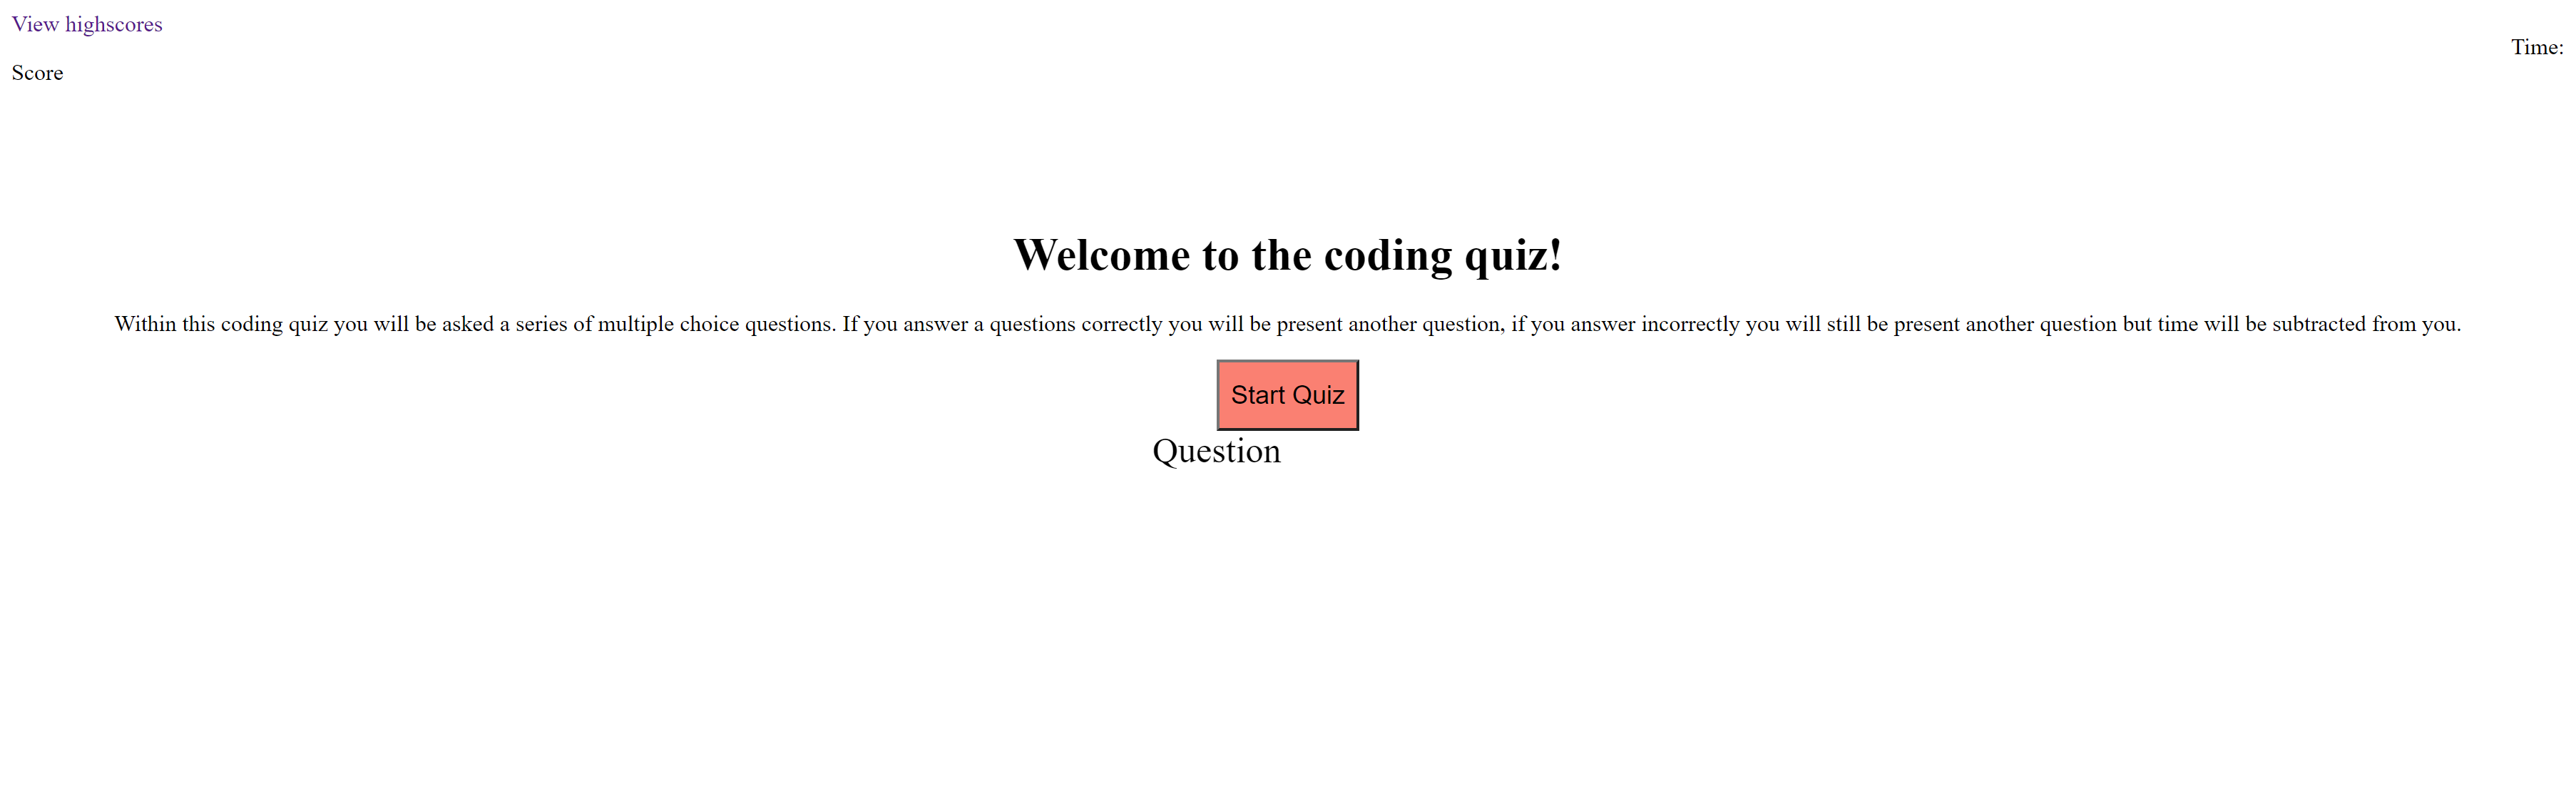 View highscores
Time:
Score
Welcome to the coding quiz!
Within this coding quiz you will be asked a series of multiple choice questions. If you answer a questions correctly you will be present another question, if you answer incorrectly you will still be present another question but time will be subtracted from you.
Start Quiz
Question